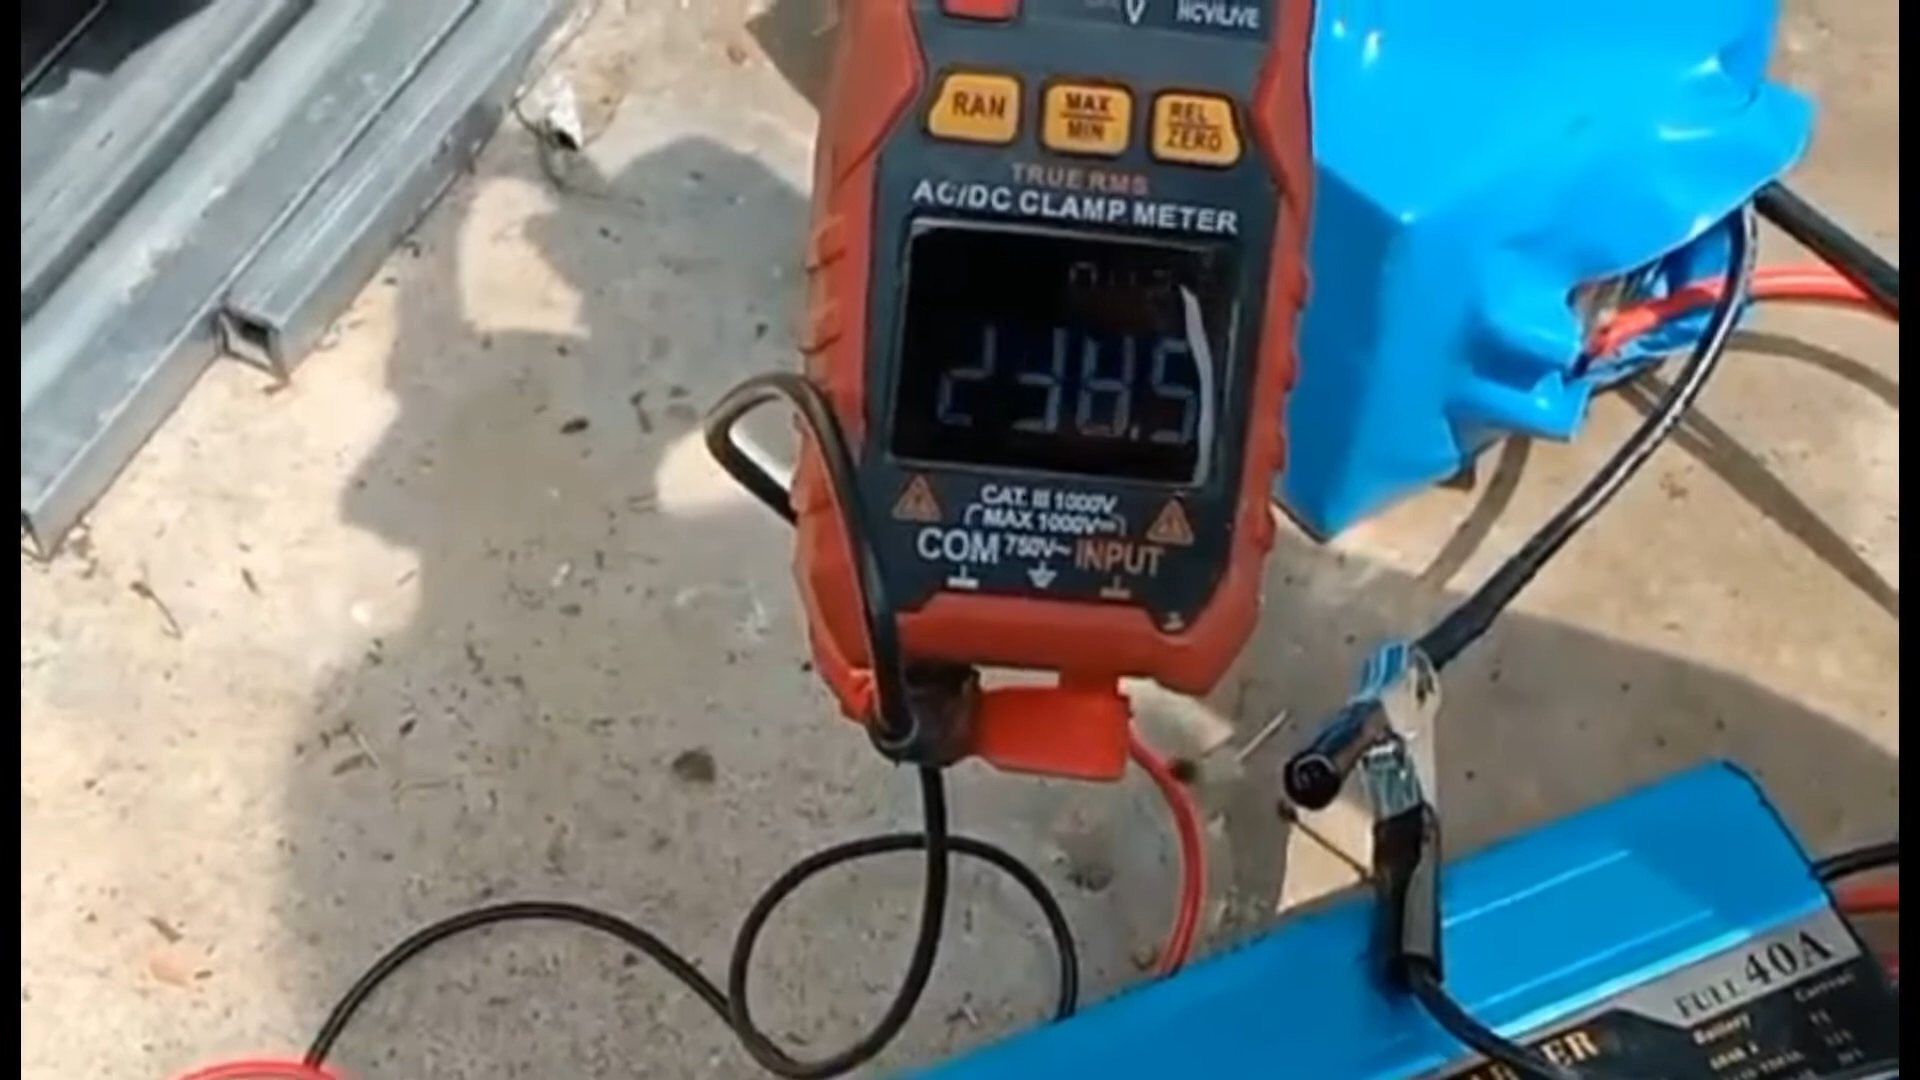 NCV/LIVE
RAN
MAX
MIN
REL
ZERO
TRUE RMS
AC/DC CLAMP METER
238.5
CAT. III 1000V
MAX 1000V
COM 750V~ INPUT
FULL 40A
Battery